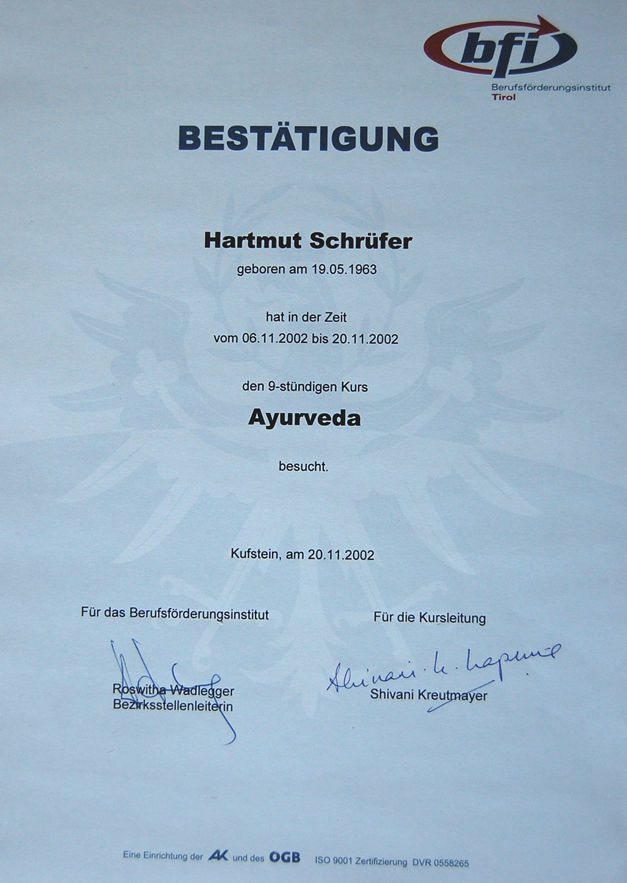 bfi
Berufsförderungsinstitut
Tirol
BESTÄTIGUNG
Hartmut Schrüfer
geboren am 19.05.1963
hat in der Zeit
vom 06.11.2002 bis 20.11.2002
den 9-stündigen Kurs
Ayurveda
besucht.
Kufstein, am 20.11.2002
Für das Berufsförderungsinstitut
Für die Kursleitung
Roswitha Wadlegger
Bezirksstellenleiterin
Shivani Kreutmayer
Eine Einrichtung der AK und des ÖGB ISO 9001 Zertifizierung DVR 0558265